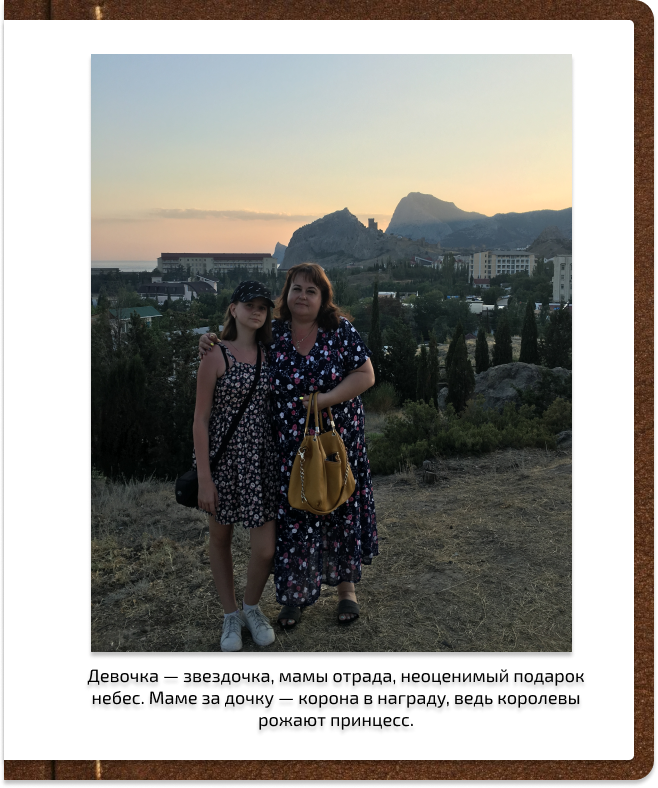 Девочка — звездочка, мамы отрада, неоценимый подарок
небес. Маме за дочку — корона в награду, ведь королевы
рожают принцесс.